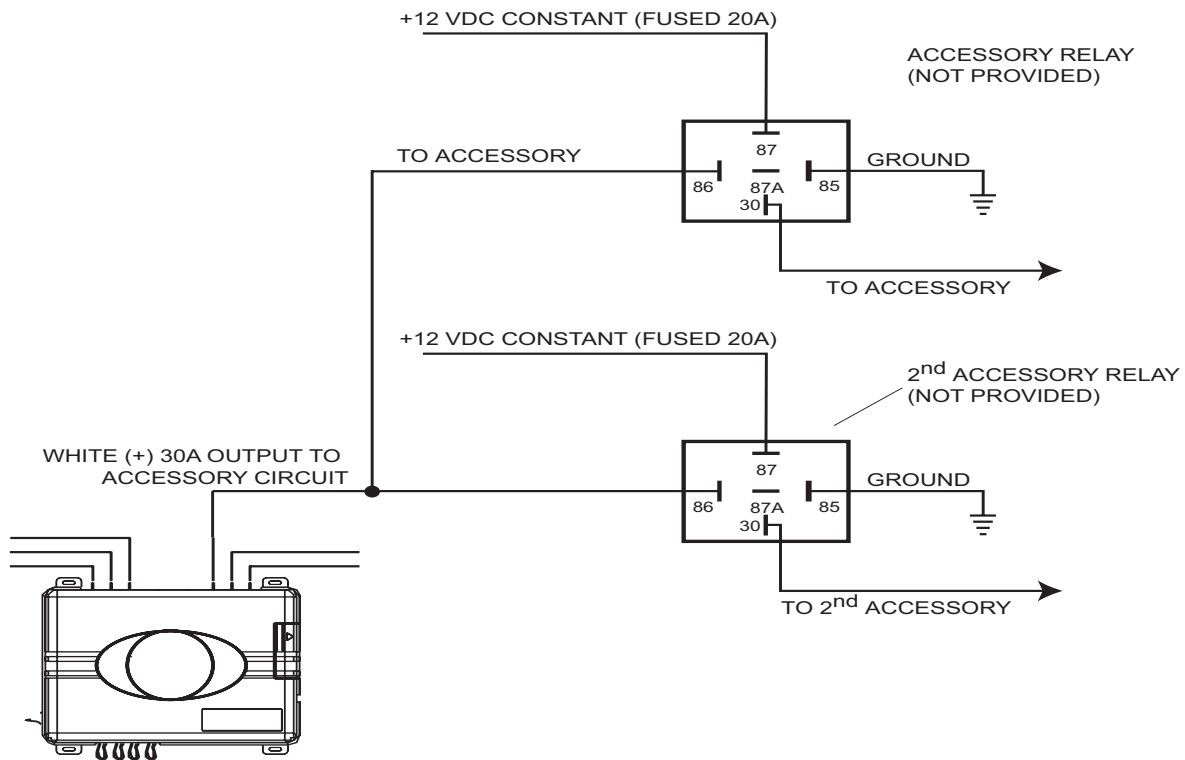 +12 VDC CONSTANT (FUSED 20A)
ACCESSORY RELAY
(NOT PROVIDED)
87
TO ACCESSORY
GROUND
86
87A
85
30
TO ACCESSORY
+12 VDC CONSTANT (FUSED 20A)
2nd ACCESSORY RELAY
(NOT PROVIDED)
WHITE (+) 30A OUTPUT TO
ACCESSORY CIRCUIT
87
GROUND
86
87A
85
30
TO 2nd ACCESSORY